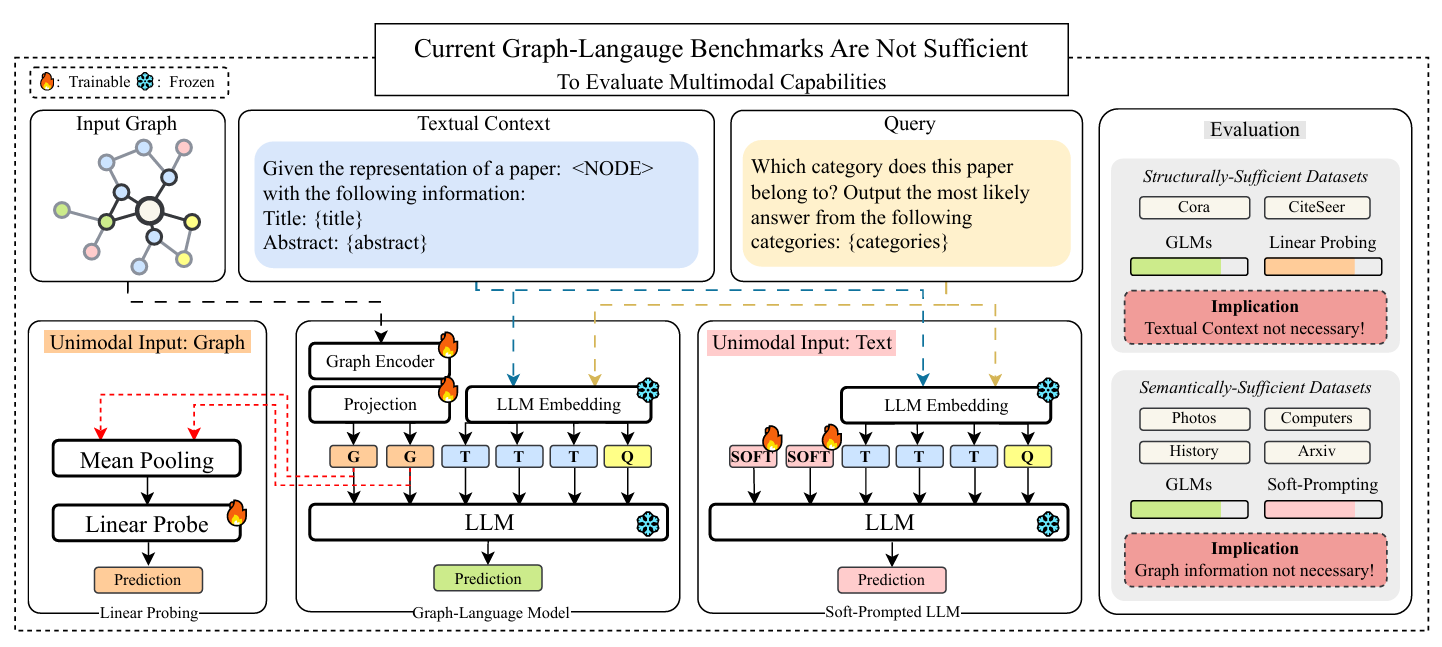 Current Graph-Langauge Benchmarks Are Not Sufficient
To Evaluate Multimodal Capabilities
: Trainable : Frozen
Input Graph
Textual Context
Given the representation of a paper: <NODE>
with the following information:
Title: {title}
Abstract: {abstract}
Query
Which category does this paper
belong to? Output the most likely
answer from the following
categories: {categories}
Unimodal Input: Graph
Mean Pooling
Linear Probe
Prediction
Linear Probing
Graph Encoder
Projection
LLM Embedding
G G T T T Q
LLM
Prediction
Graph-Language Model
Unimodal Input: Text
LLM Embedding
SOFT SOFT T T T Q
LLM
Prediction
Soft-Prompted LLM
Evaluation
Structurally-Sufficient Datasets
Cora CiteSeer
GLMs Linear Probing
Implication
Textual Context not necessary!
Semantically-Sufficient Datasets
Photos Computers
History Arxiv
GLMs Soft-Prompting
Implication
Graph information not necessary!